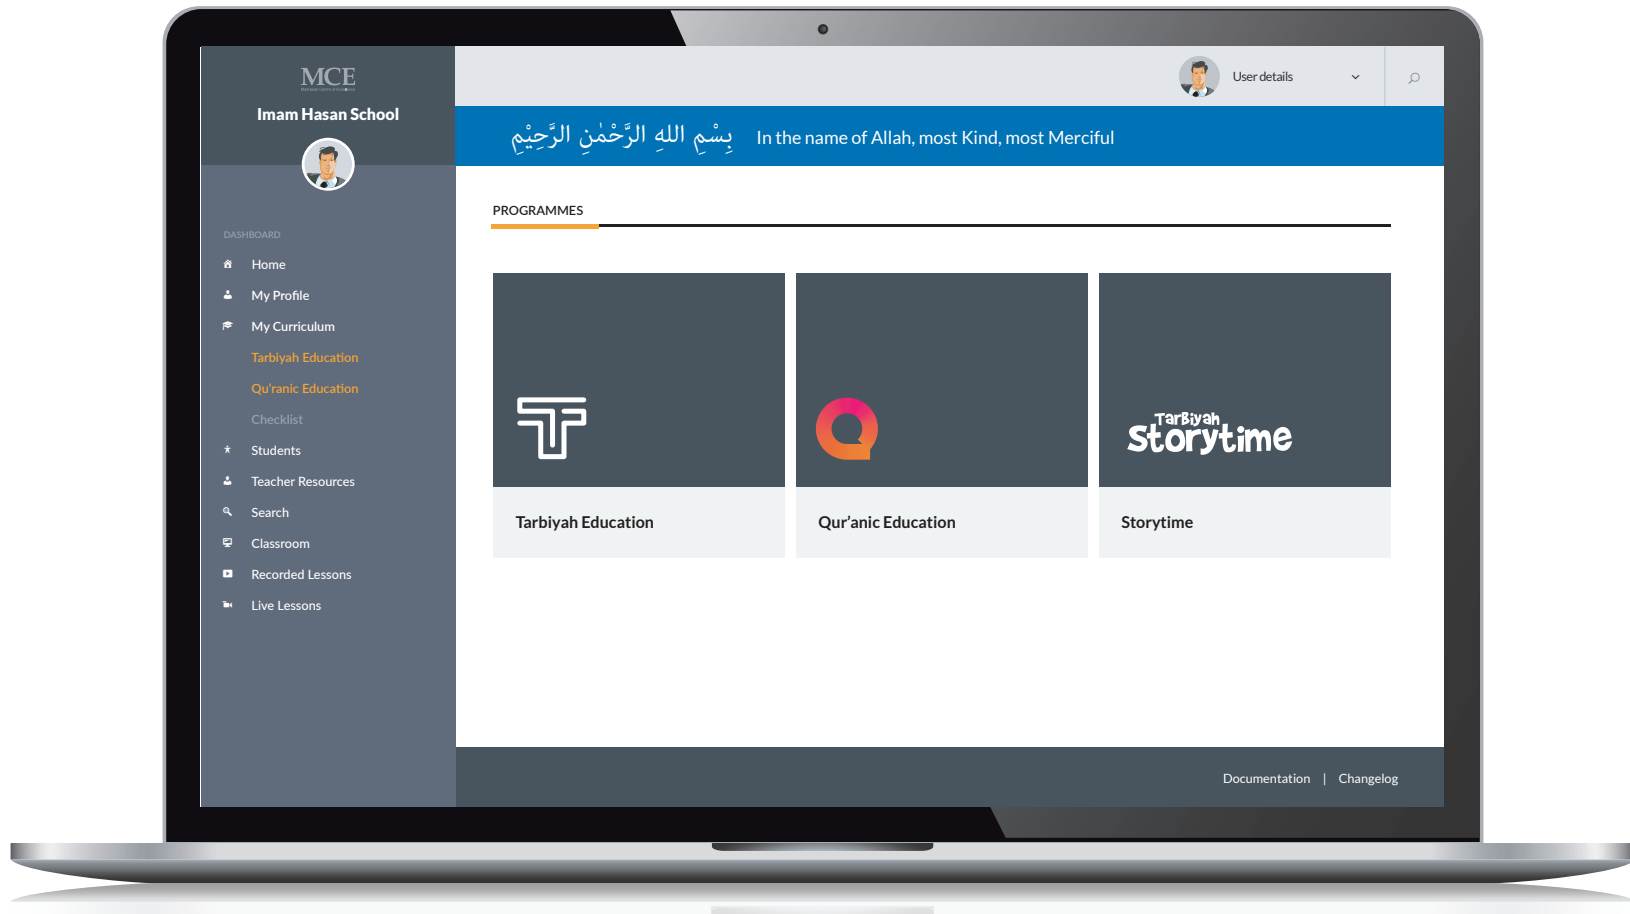 MCE
Imam Hasan School
DASHBOARD
Home
My Profile
My Curriculum
Tarbiyah Education
Qu'ranic Education
Checklist
Students
Teacher Resources
Search
Classroom
Recorded Lessons
Live Lessons
User details
بِسْمِ اللهِ الرَّحْمٰنِ الرَّحِيْمِ In the name of Allah, most Kind, most Merciful
PROGRAMMES
TarBiyah
Storytime
Tarbiyah Education
Qur’anic Education
Storytime
Documentation | Changelog